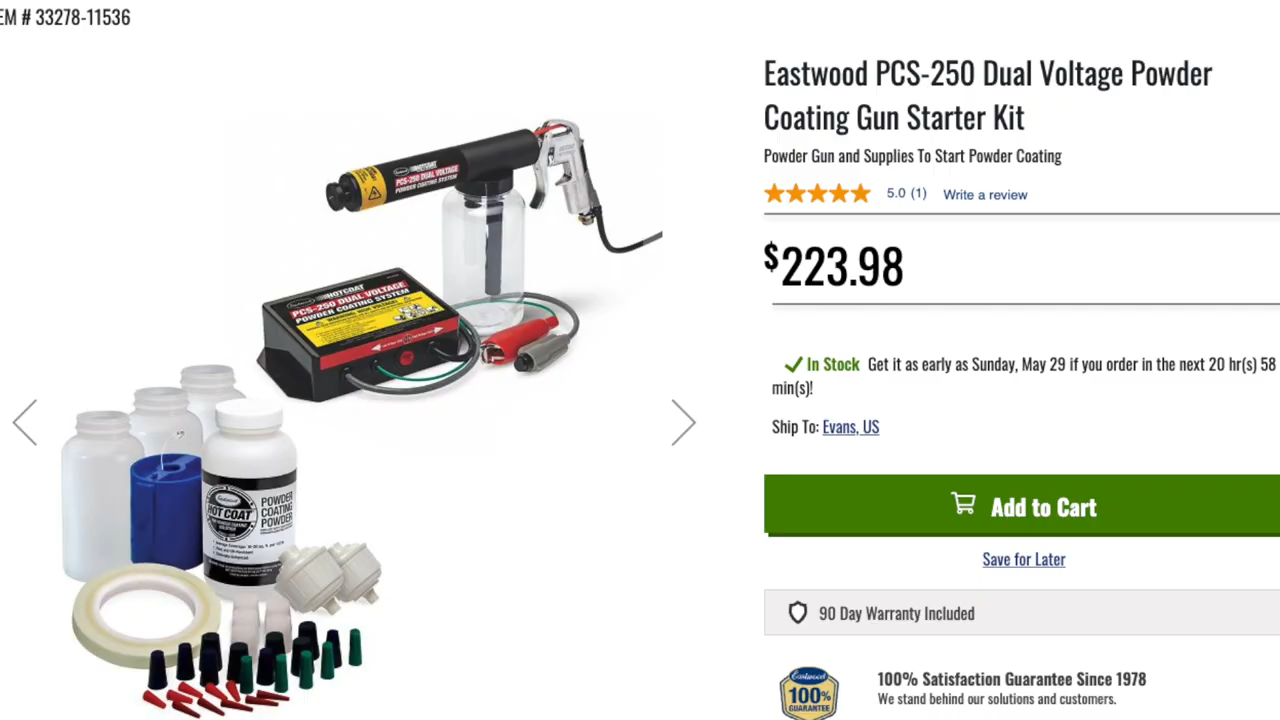 EM # 33278-11536
Eastwood PCS-250 Dual Voltage Powder
Coating Gun Starter Kit
Powder Gun and Supplies To Start Powder Coating
5.0 (1) Write a review
$223.98
In Stock Get it as early as Sunday, May 29 if you order in the next 20 hr(s) 58
min(s)!
Ship To: Evans, US
Add to Cart
Save for Later
90 Day Warranty Included
Eastwood
100%
GUARANTEE
100% Satisfaction Guarantee Since 1978
We stand behind our solutions and customers.
HOTCOAT
PCS-250 DUAL VOLTAGE
POWDER COATING SYSTEM
Eastwood
HOTCOAT
PCS-250 DUAL VOLTAGE
POWDER COATING SYSTEM
Eastwood
HOT COAT
POWDER
COATING
POWDER